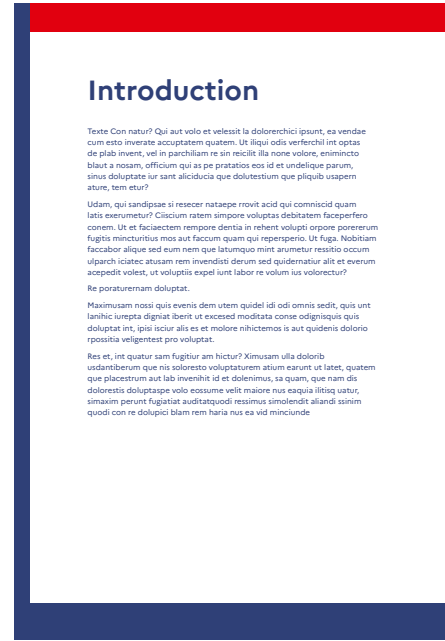 Introduction
Texte Con natur? Qui aut volo et velessit la dolorerchici ipsunt, ea vendae
cum esto inverate accuptatem quatem. Ut iliqui odis verferchil int optas
de plab invent, vel in parchiliam re sin reicilit illa none volore, enimincto
blaut a nosam, officium qui as pe pratatios eos id et undelique parum,
sinus doluptate iur sant aliciducia que dolutestium que pliquib usapern
ature, tem etur?
Udam, qui sandipsae si resecer nataepe rrovit acid qui comniscid quam
latis exerumetur? Ciiscium ratem simpore voluptas debitatem faceperfero
conem. Ut et faciaectem rempore dentia in rehent volupti orpore porererum
fugitis mincturitius mos aut faccum quam qui repersperio. Ut fuga. Nobitiam
faccabor alique sed eum nem que latumquo mint arumetur ressitio occum
ulparch iciatec atusam rem invendisti derum sed quidernatiur alit et everum
acepedit volest, ut voluptiis expel iunt labor re volum ius volorectur?
Re poraturernam doluptat.
Maximusam nossi quis evenis dem utem quidel idi odi omnis sedit, quis unt
lanihic iurepta digniat iberit ut excesed moditata conse odignisquis quis
doluptat int, ipisi isciur alis es et molore nihictemos is aut quidenis dolorio
rpossitia veligentest pro voluptat.
Res et, int quatur sam fugitiur am hictur? Ximusam ulla dolorib
usdantiberum que nis soloresto voluptaturem atium earunt ut latet, quatem
que placestrum aut lab invenihit id et dolenimus, sa quam, que nam dis
dolorestis doluptaspe volo eossume velit maiore nus eaquia ilitisq uatur,
simaxim perunt fugiatiat auditatquodi ressimus simolendit aliandi ssinim
quodi con re dolupici blam rem haria nus ea vid minciunde